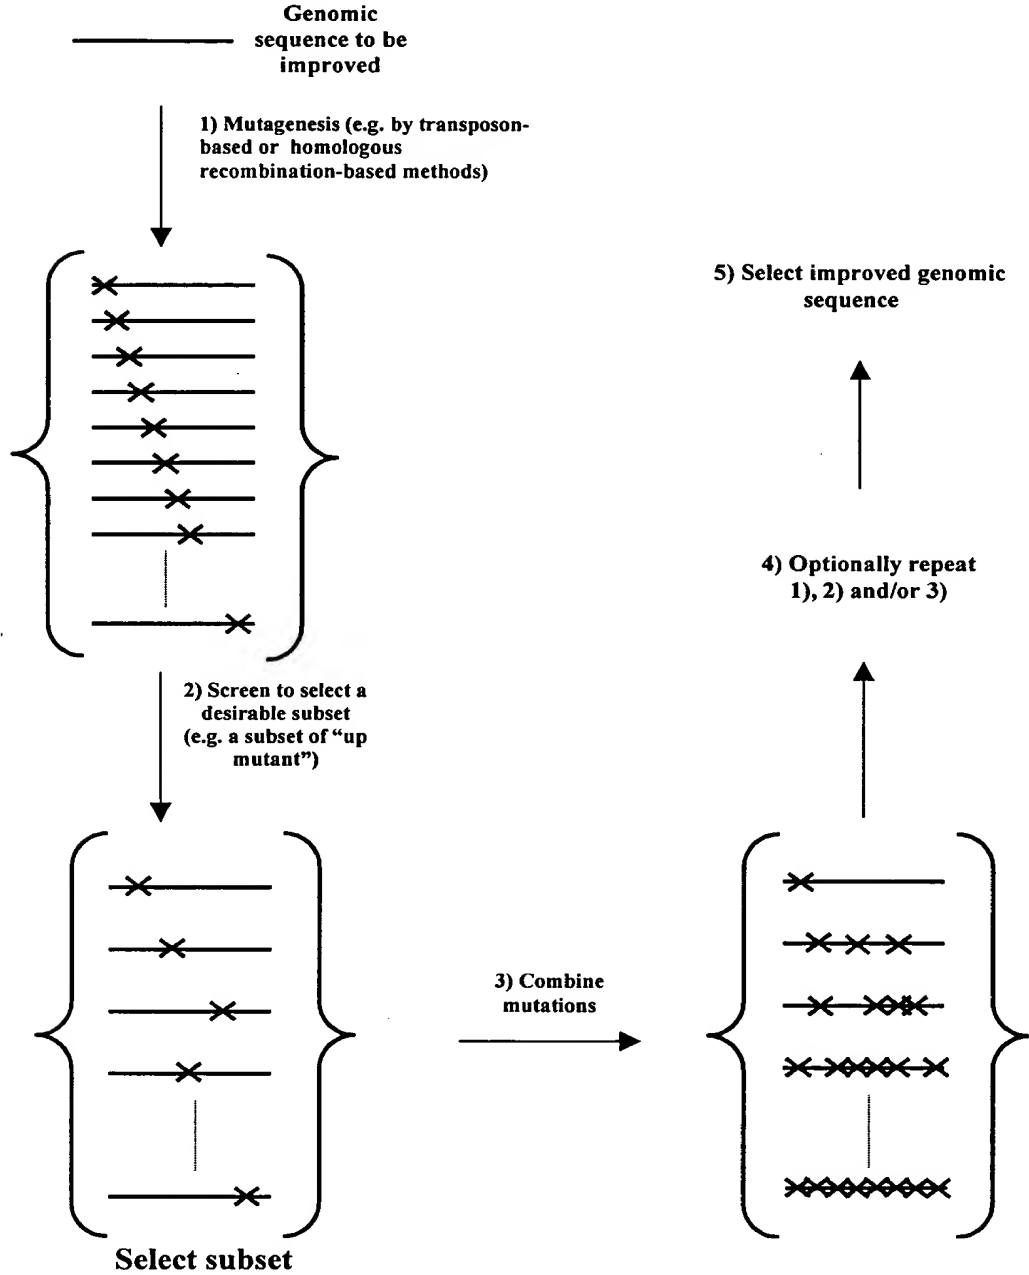 Genomic
sequence to be
improved
1) Mutagenesis (e.g. by transposon-
based or homologous
recombination-based methods)
2) Screen to select a
desirable subset
(e.g. a subset of “up
mutant”)
Select subset
3) Combine
mutations
4) Optionally repeat
1), 2) and/or 3)
5) Select improved genomic
sequence